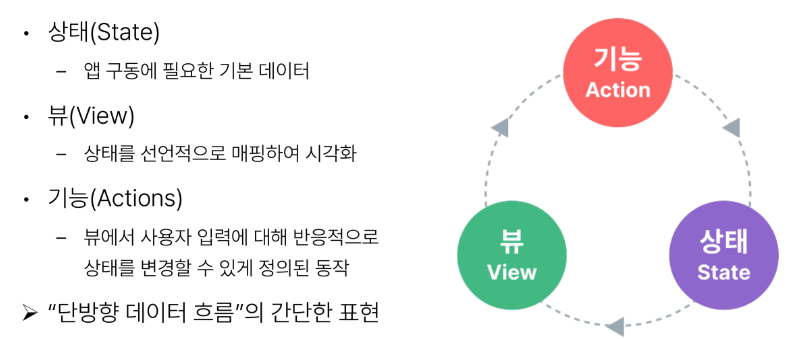 • 상태(State)
– 앱 구동에 필요한 기본 데이터
• 뷰(View)
– 상태를 선언적으로 매핑하여 시각화
• 기능(Actions)
– 뷰에서 사용자 입력에 대해 반응적으로
상태를 변경할 수 있게 정의된 동작
➢ “단방향 데이터 흐름”의 간단한 표현
기능
Action
뷰
View
상태
State